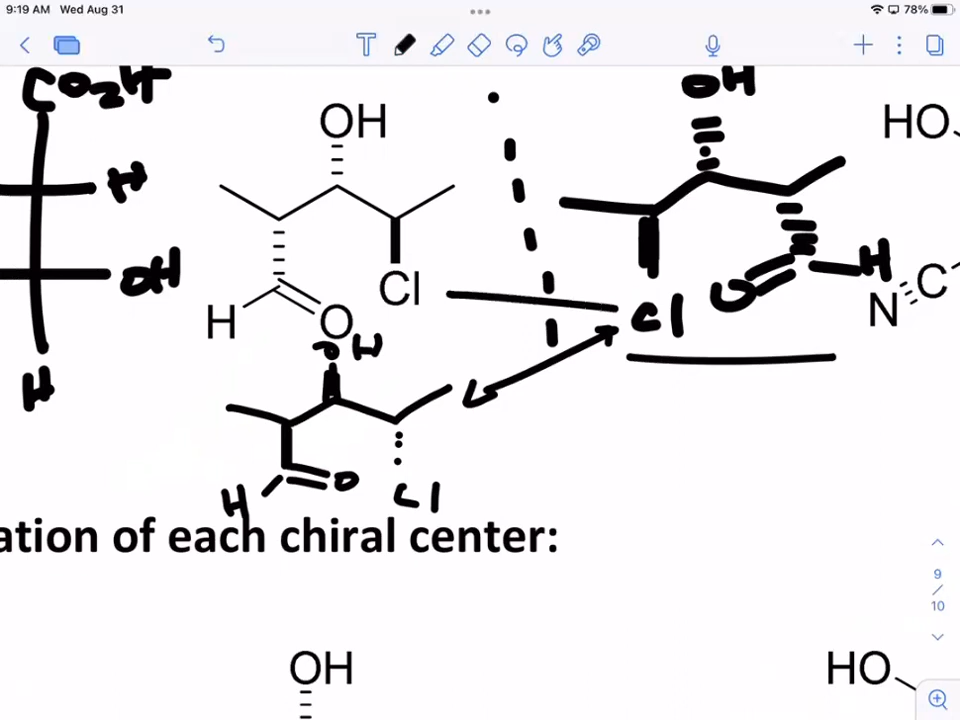 9:19 AM Wed Aug 31
78%
T
CO2H
OH
OH
HO
H
OH
Cl
H
O
H
O
Cl
N
C
H
OH
H
O
Cl
ation of each chiral center:
9
/
10
OH
HO